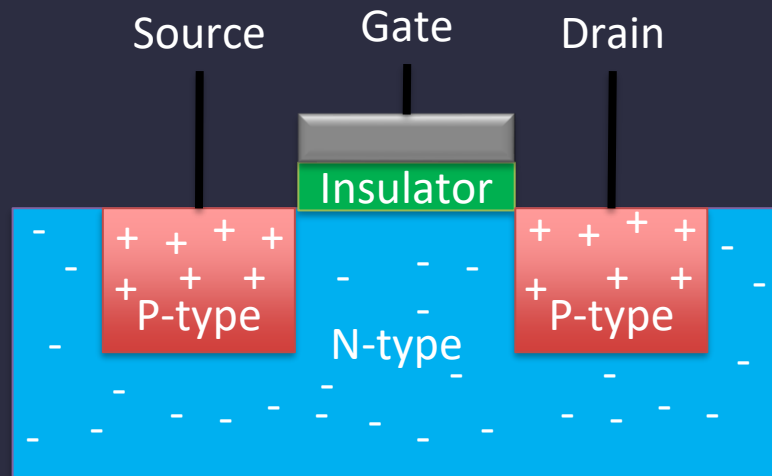 Source
Gate
Drain
Insulator
+ + + +
+ + +
P-type
+ + + +
+ + +
P-type
N-type